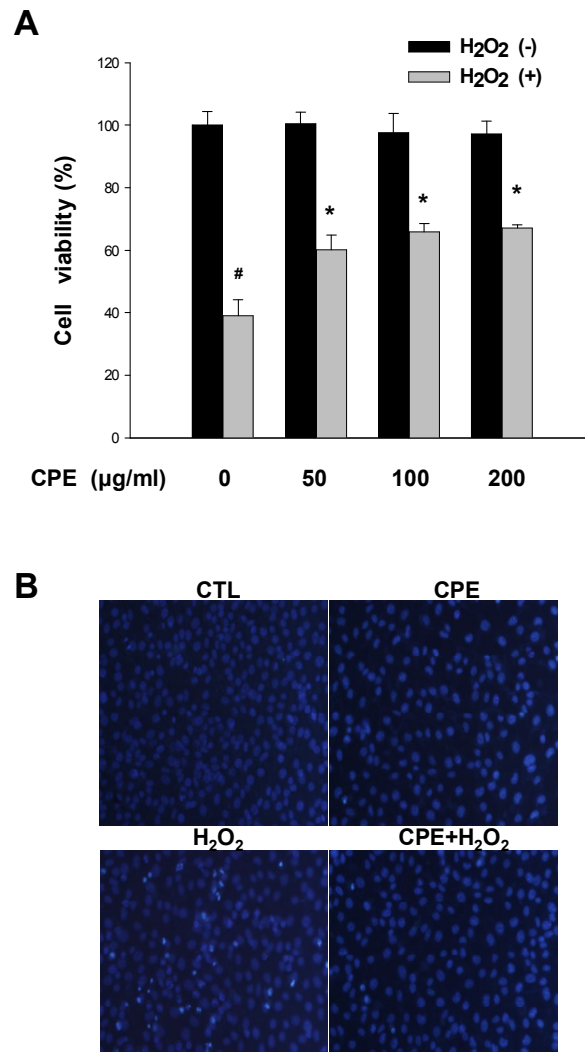 A
H2O2 (-)
H2O2 (+)
120
100
80
60
40
20
0
Cell viability (%)
#
*
*
*
CPE (µg/ml) 0 50 100 200
B
CTL CPE
H2O2 CPE+H2O2